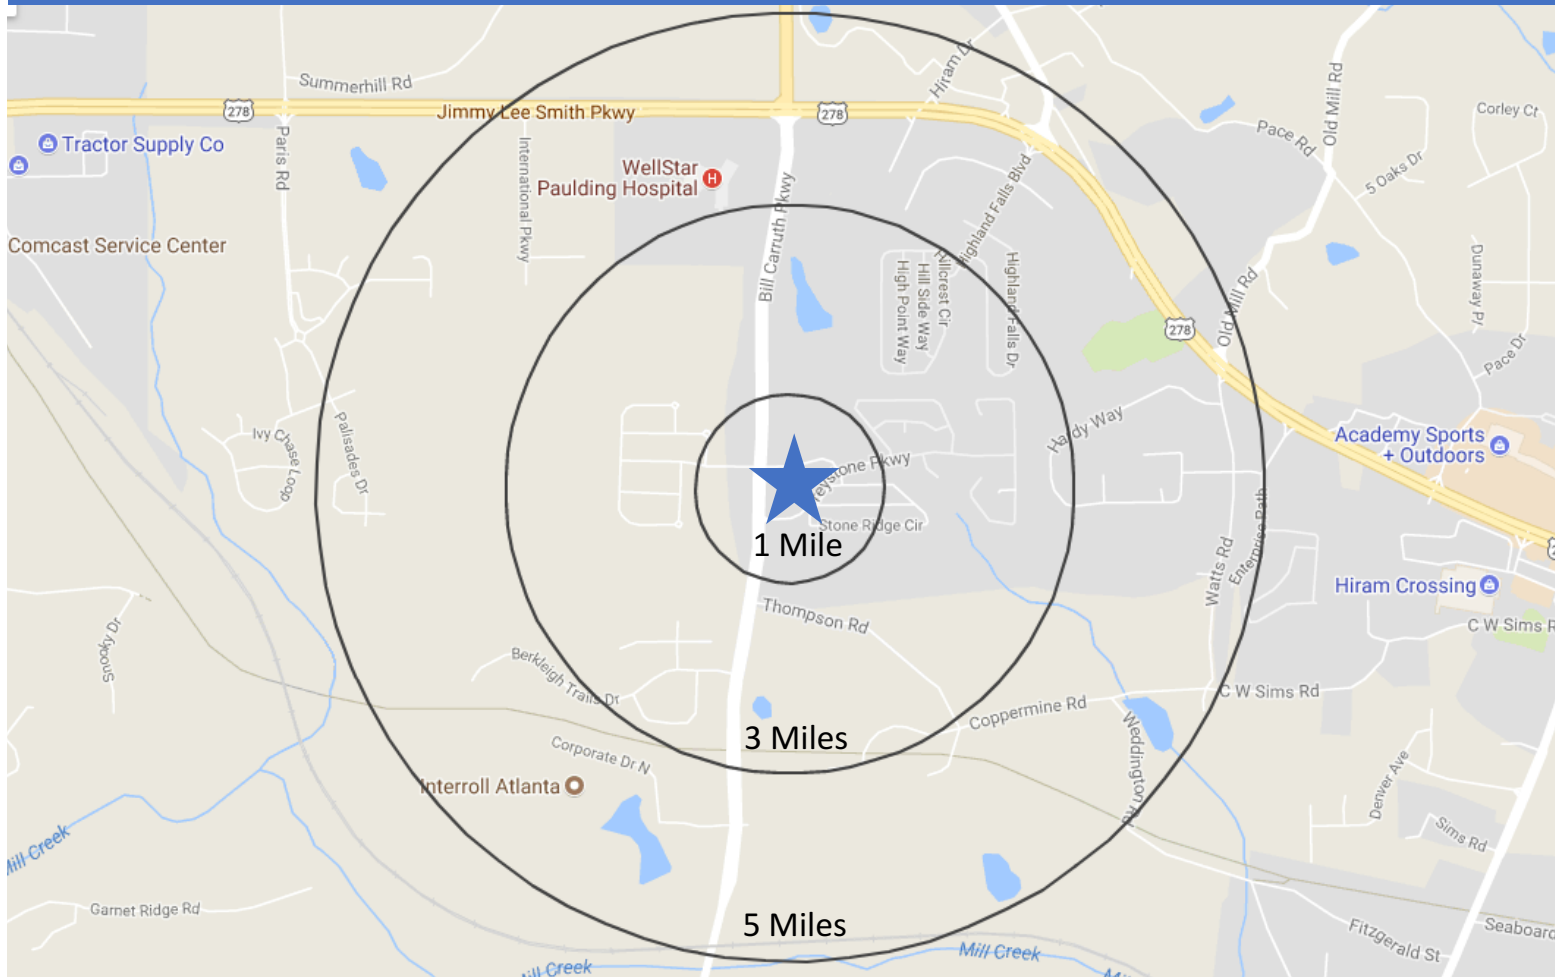 Hiram Dr
Summerhill Rd
278
Jimmy Lee Smith Pkwy
278
Old Mill Rd
Corley Ct
Pace Rd
Tractor Supply Co
Paris Rd
International Pkwy
WellStar
Paulding Hospital
H
Bill Carruth Pkwy
Highland Falls Blvd
5 Oaks Dr
Comcast Service Center
Hillcrest Cir
Hill Side Way
High Point Way
Highland Falls Dr
Dunaway Pl
Old Mill Rd
278
Pace Dr
Ivy Chase Loop
Palisades Dr
Hardy Way
Academy Sports
+ Outdoors
eystone Pkwy
Stone Ridge Cir
1 Mile
Enterprise Path
Watts Rd
Hiram Crossing
Thompson Rd
C W Sims R
Snooky Dr
Berkleigh Trails Dr
C W Sims Rd
Coppermine Rd
Weddington Rd
3 Miles
Corporate Dr N
Interroll Atlanta
Denver Ave
Sims Rd
Mill Creek
Garnet Ridge Rd
5 Miles
Fitzgerald St
Seaboard
Mill Creek
ill Creek